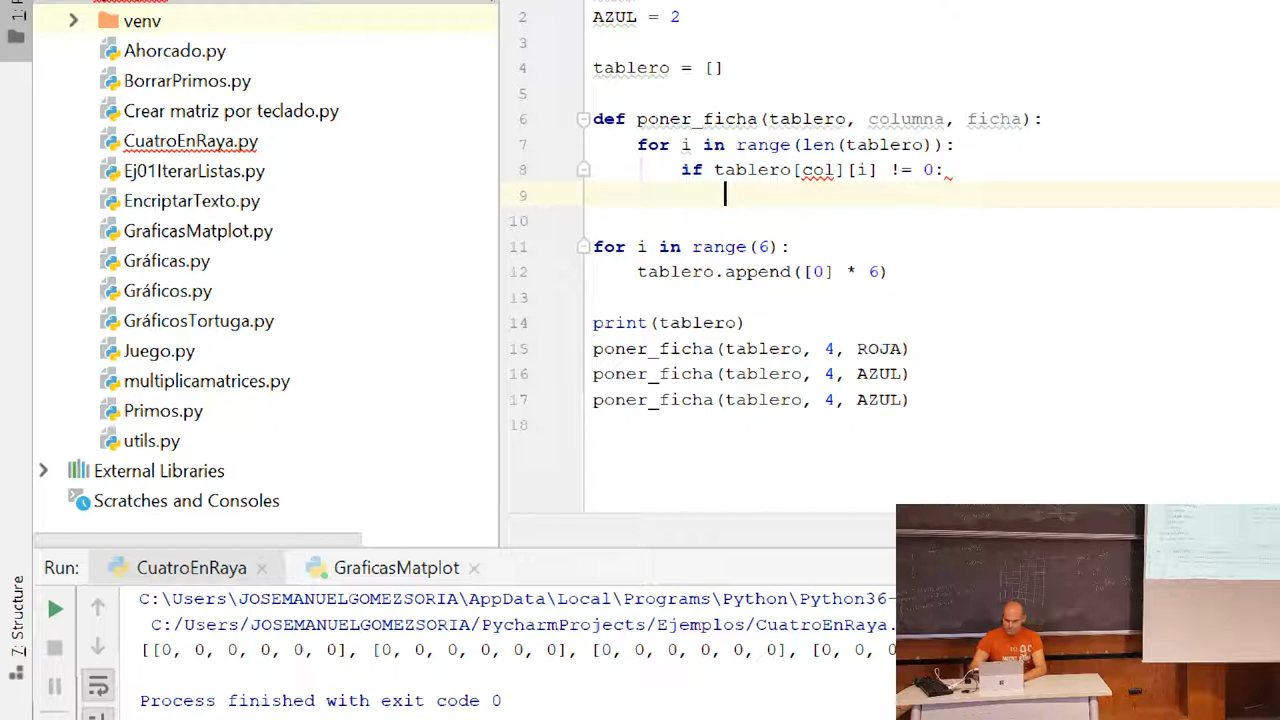 venv
Ahorcado.py
BorrarPrimos.py
Crear matriz por teclado.py
CuatroEnRaya.py
Ej01IterarListas.py
EncriptarTexto.py
GraficasMatplot.py
Gráficas.py
Gráficos.py
GráficosTortuga.py
Juego.py
multiplicamatrices.py
Primos.py
utils.py
External Libraries
Scratches and Consoles
2 AZUL = 2
3
4 tablero = []
5
6 def poner_ficha(tablero, columna, ficha):
7 for i in range(len(tablero)):
8 if tablero[col][i] != 0:
9
10
11 for i in range(6):
12 tablero.append([0] * 6)
13
14 print(tablero)
15 poner_ficha(tablero, 4, ROJA)
16 poner_ficha(tablero, 4, AZUL)
17 poner_ficha(tablero, 4, AZUL)
18
7: Structure
Run: CuatroEnRaya GraficasMatplot
C:\Users\JOSEMANUELGOMEZSORIA\AppData\Local\Programs\Python\Python36-
C:/Users/JOSEMANUELGOMEZSORIA/PycharmProjects/Ejemplos/CuatroEnRaya.
[[0, 0, 0, 0, 0, 0], [0, 0, 0, 0, 0, 0], [0, 0, 0, 0, 0, 0], [0, 0, 0
Process finished with exit code 0